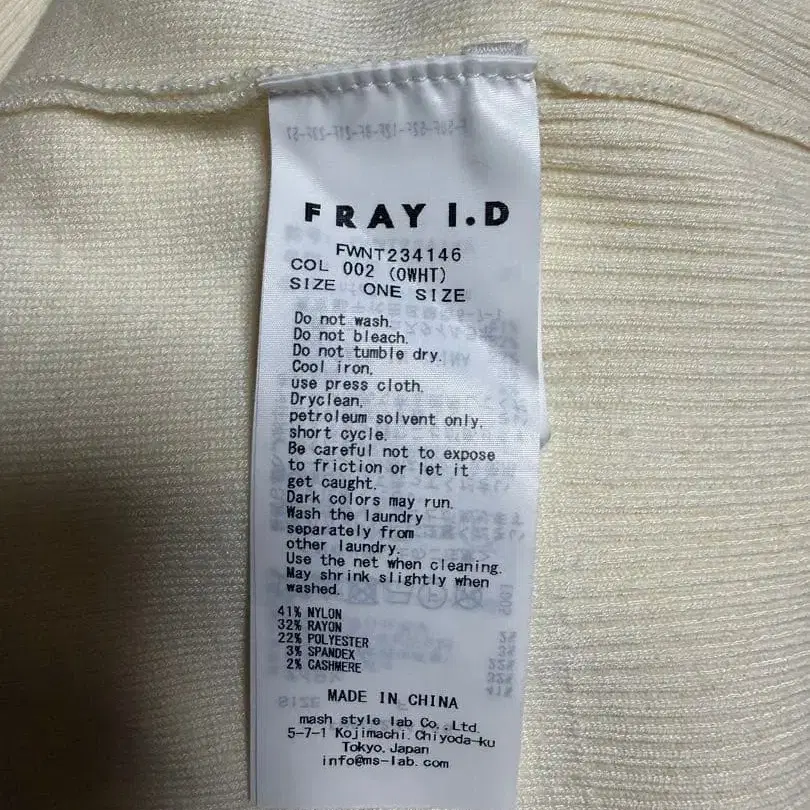 FRAY I.D
FWNT234146
COL 002 (OWHT)
SIZE ONE SIZE
Do not wash.
Do not bleach.
Do not tumble dry.
Cool iron.
use press cloth.
Dryclean,
petroleum solvent only.
short cycle.
Be careful not to expose
to friction or let it
get caught.
Dark colors may run.
Wash the laundry
separately from
other laundry.
Use the net when cleaning.
May shrink slightly when
washed.
41% NYLON
32% RAYON
22% POLYESTER
3% SPANDEX
2% CASHMERE
MADE IN CHINA
mash style lab Co.,Ltd.
5-7-1 Kojimachi.Chiyoda-ku
Tokyo.Japan
info@ms-lab.com